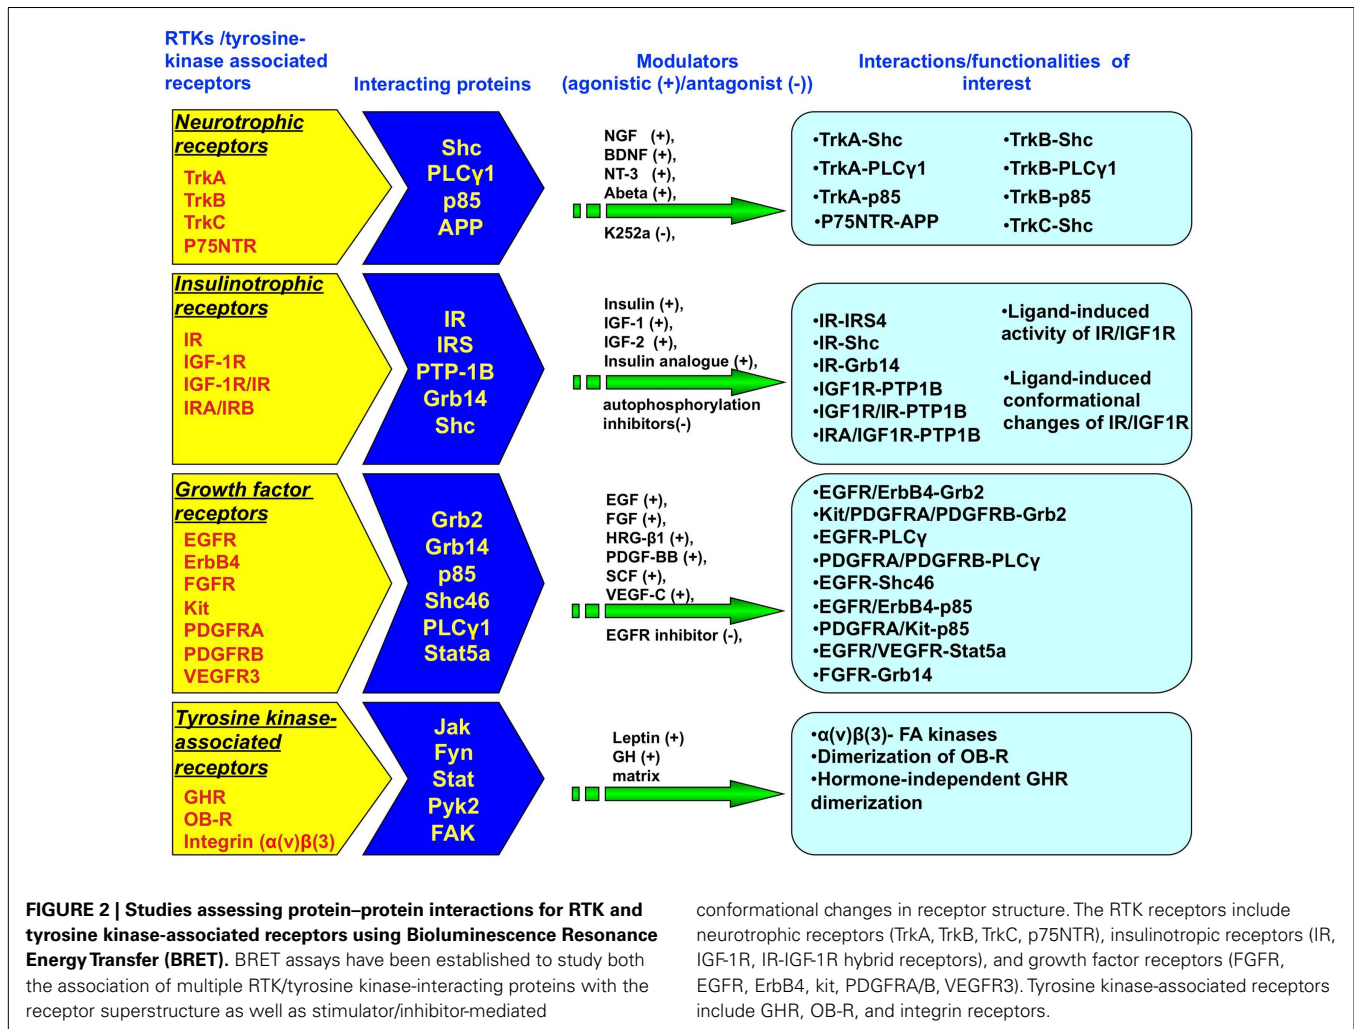 RTKs /tyrosine-
kinase associated
receptors
Interacting proteins
Modulators
(agonistic (+)/antagonist (-))
Interactions/functionalities of
interest
Neurotrophic
receptors
TrkA
TrkB
TrkC
P75NTR
Shc
PLCγ1
p85
APP
NGF (+),
BDNF (+),
NT-3 (+),
Abeta (+),
K252a (-),
•TrkA-Shc
•TrkA-PLCγ1
•TrkA-p85
•P75NTR-APP
•TrkB-Shc
•TrkB-PLCγ1
•TrkB-p85
•TrkC-Shc
Insulinotrophic
receptors
IR
IGF-1R
IGF-1R/IR
IRA/IRB
IR
IRS
PTP-1B
Grb14
Shc
Insulin (+),
IGF-1 (+),
IGF-2 (+),
Insulin analogue (+),
autophosphorylation
inhibitors(-)
•IR-IRS4
•IR-Shc
•IR-Grb14
•IGF1R-PTP1B
•IGF1R/IR-PTP1B
•IRA/IGF1R-PTP1B
•Ligand-induced
activity of IR/IGF1R
•Ligand-induced
conformational
changes of IR/IGF1R
Growth factor
receptors
EGFR
ErbB4
FGFR
Kit
PDGFRA
PDGFRB
VEGFR3
Grb2
Grb14
p85
Shc46
PLCγ1
Stat5a
EGF (+),
FGF (+),
HRG-β1 (+),
PDGF-BB (+),
SCF (+),
VEGF-C (+),
EGFR inhibitor (-),
•EGFR/ErbB4-Grb2
•Kit/PDGFRA/PDGFRB-Grb2
•EGFR-PLCγ
•PDGFRA/PDGFRB-PLCγ
•EGFR-Shc46
•EGFR/ErbB4-p85
•PDGFRA/Kit-p85
•EGFR/VEGFR-Stat5a
•FGFR-Grb14
Tyrosine kinase-
associated
receptors
GHR
OB-R
Integrin (α(v)β(3)
Jak
Fyn
Stat
Pyk2
FAK
Leptin (+)
GH (+)
matrix
•α(v)β(3)- FA kinases
•Dimerization of OB-R
•Hormone-independent GHR
dimerization
FIGURE 2 | Studies assessing protein–protein interactions for RTK and
tyrosine kinase-associated receptors using Bioluminescence Resonance
Energy Transfer (BRET). BRET assays have been established to study both
the association of multiple RTK/tyrosine kinase-interacting proteins with the
receptor superstructure as well as stimulator/inhibitor-mediated
conformational changes in receptor structure. The RTK receptors include
neurotrophic receptors (TrkA, TrkB, TrkC, p75NTR), insulinotropic receptors (IR,
IGF-1R, IR-IGF-1R hybrid receptors), and growth factor receptors (FGFR,
EGFR, ErbB4, kit, PDGFRA/B, VEGFR3). Tyrosine kinase-associated receptors
include GHR, OB-R, and integrin receptors.